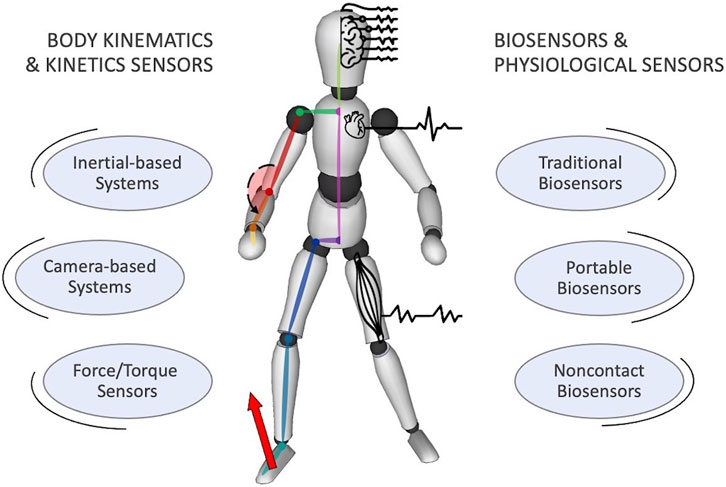 BODY KINEMATICS
& KINETICS SENSORS
Inertial-based
Systems
Camera-based
Systems
Force/Torque
Sensors
BIOSENSORS &
PHYSIOLOGICAL SENSORS
Traditional
Biosensors
Portable
Biosensors
Noncontact
Biosensors